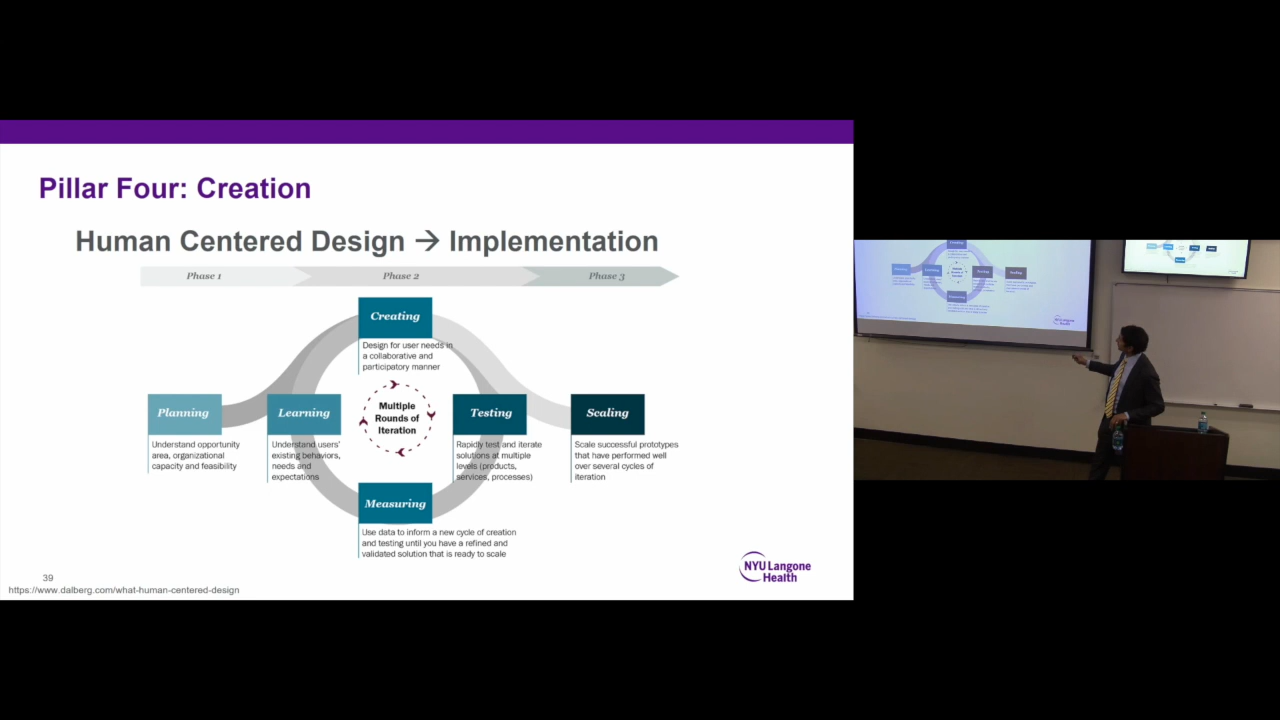 Pillar Four: Creation
Human Centered Design → Implementation
Phase 1
Phase 2
Phase 3
Creating
Design for user needs in
a collaborative and
participatory manner
Planning
Understand opportunity
area, organizational
capacity and feasibility
Learning
Understand users'
existing behaviors,
needs and
expectations
Multiple
Rounds of
Iteration
Testing
Rapidly test and iterate
solutions at multiple
levels (products,
services, processes)
Scaling
Scale successful prototypes
that have performed well
over several cycles of
iteration
Measuring
Use data to inform a new cycle of creation
and testing until you have a refined and
validated solution that is ready to scale
39
https://www.dalberg.com/what-human-centered-design
NYU Langone
Health